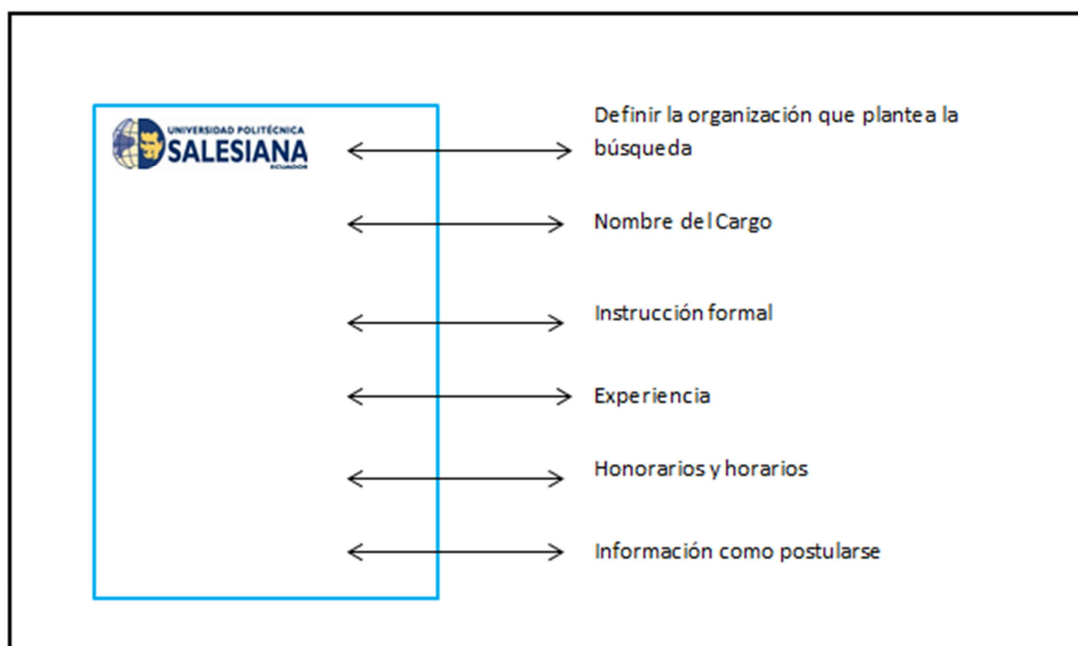 UNIVERSIDAD POLITÉCNICA
SALESIANA
ECUADOR
Definir la organización que plantea la
búsqueda
Nombre del Cargo
Instrucción formal
Experiencia
Honorarios y horarios
Información como postularse